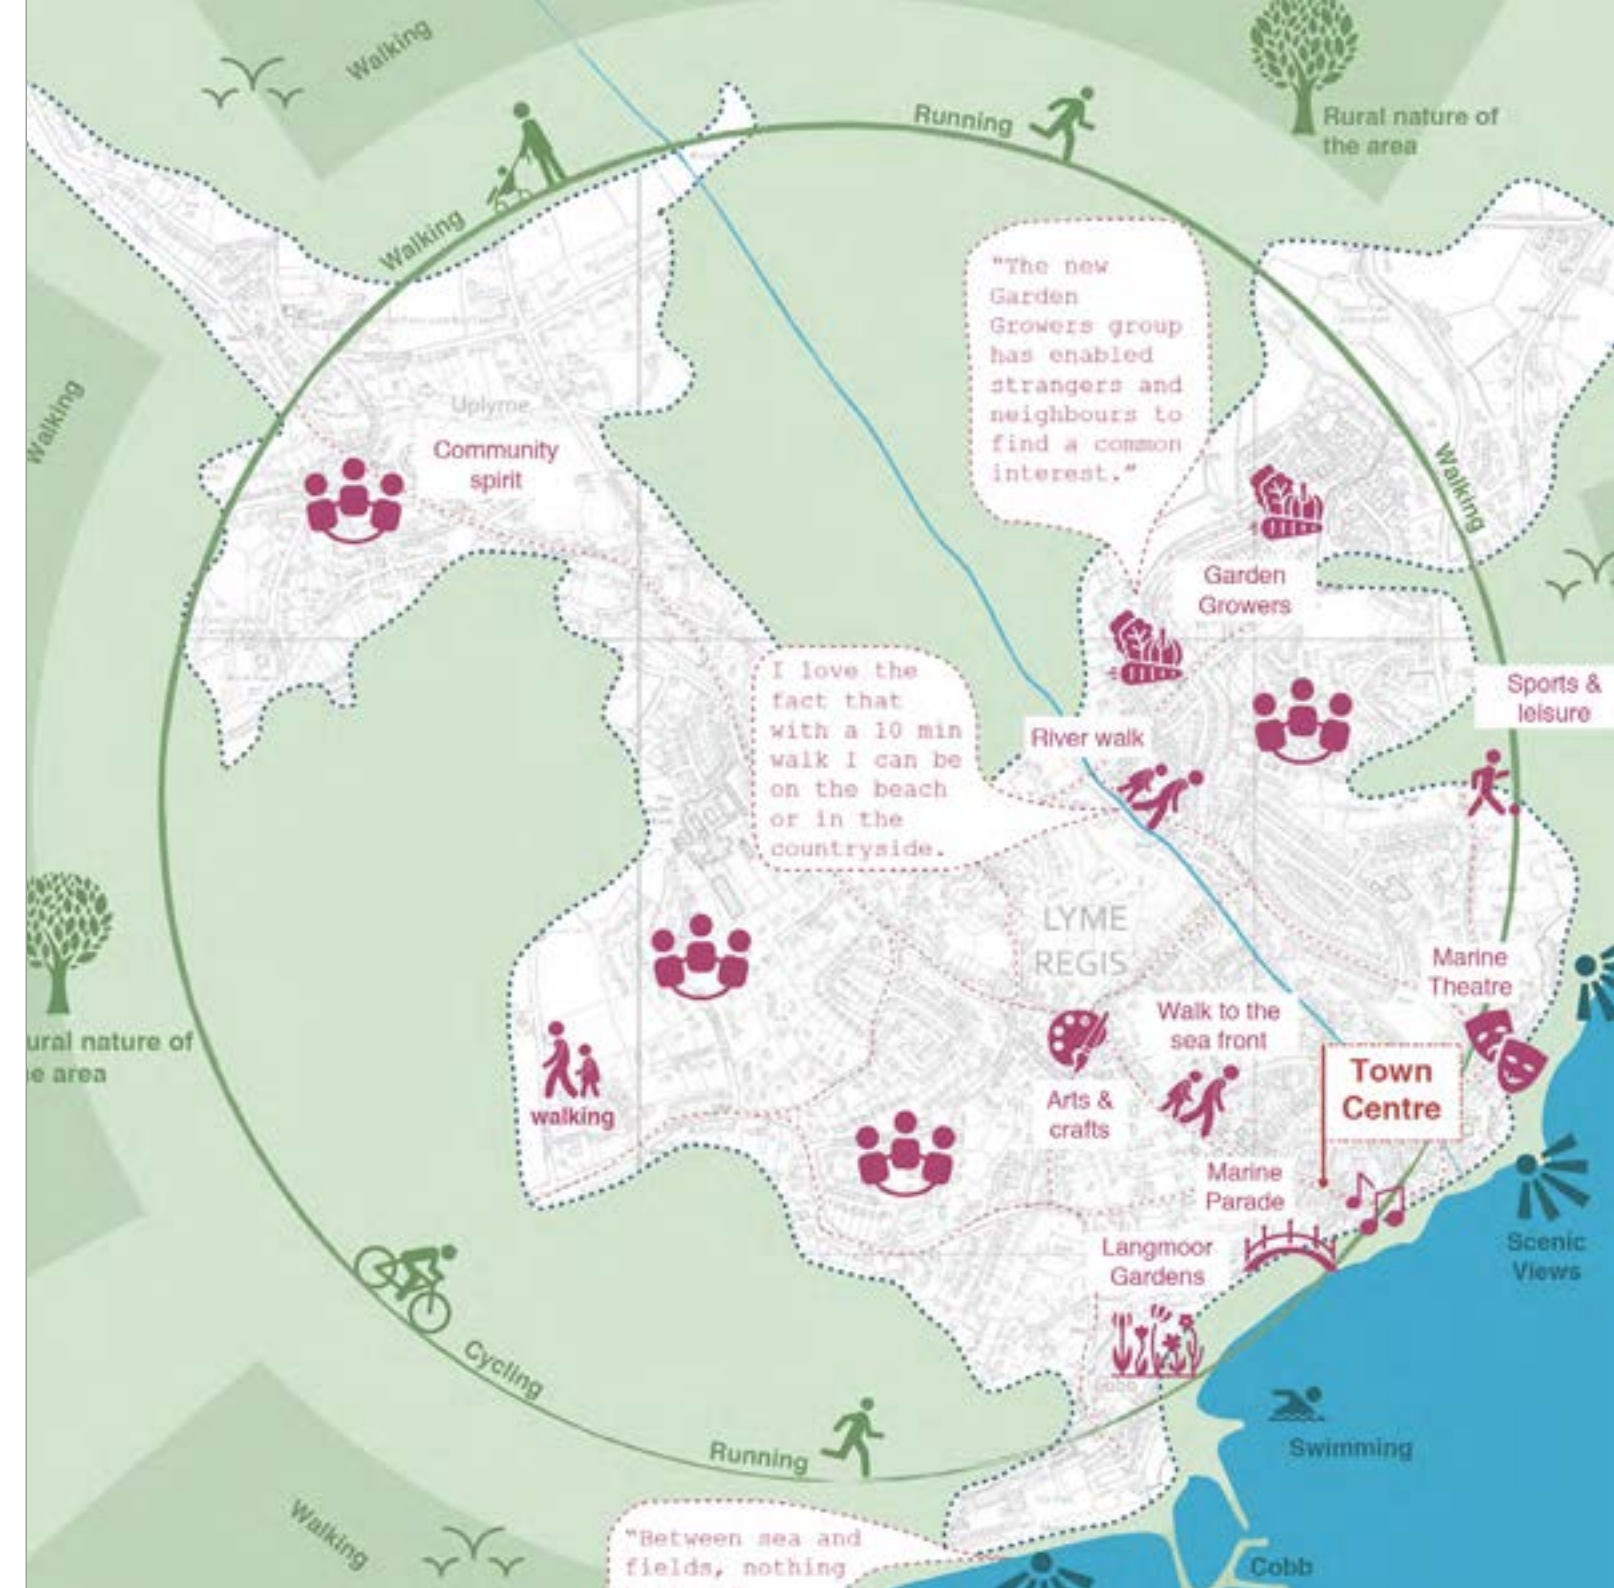 Walking
Running
Rural nature of
the area
Walking
"The new
Garden
Growers group
has enabled
strangers and
neighbours to
find a common
interest."
Walking
Uplyme
Community
spirit
Walking
Garden
Growers
I love the
fact that
with a 10 min
walk I can be
on the beach
or in the
countryside.
River walk
Sports &
leisure
LYME
REGIS
Marine
Theatre
ural nature of
e area
Walk to the
sea front
Town
Centre
Arts &
crafts
walking
Marine
Parade
Langmoor
Gardens
Scenic
Views
Cycling
Cobb
Running
Swimming
Walking
"Between sea and
fields, nothing
Cobb